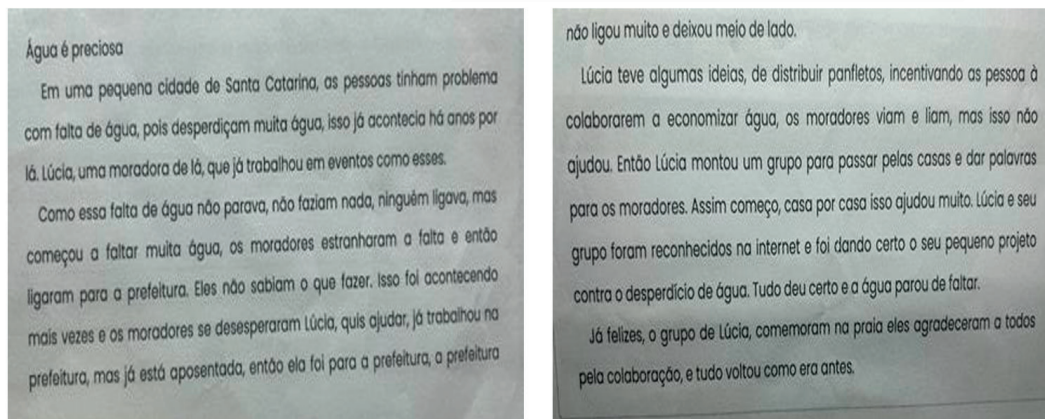 Água é preciosa
Em uma pequena cidade de Santa Catarina, as pessoas tinham problema
com falta de água, pois desperdiçam muita água, isso já acontecia há anos por
lá. Lúcia, uma moradora de lá, que já trabalhou em eventos como esses.
Como essa falta de água não parava, não faziam nada, ninguém ligava, mas
começou a faltar muita água, os moradores estranharam a falta e então
ligaram para a prefeitura. Eles não sabiam o que fazer. Isso foi acontecendo
mais vezes e os moradores se desesperaram Lúcia, quis ajudar, já trabalhou na
prefeitura, mas já está aposentada, então ela foi para a prefeitura, a prefeitura
não ligou muito e deixou meio de lado.
Lúcia teve algumas ideias, de distribuir panfletos, incentivando as pessoa à
colaborarem a economizar água, os moradores viam e liam, mas isso não
ajudou. Então Lúcia montou um grupo para passar pelas casas e dar palavras
para os moradores. Assim começo, casa por casa isso ajudou muito. Lúcia e seu
grupo foram reconhecidos na internet e foi dando certo o seu pequeno projeto
contra o desperdício de água. Tudo deu certo e a água parou de faltar.
Já felizes, o grupo de Lúcia, comemoram na praia eles agradeceram a todos
pela colaboração, e tudo voltou como era antes.